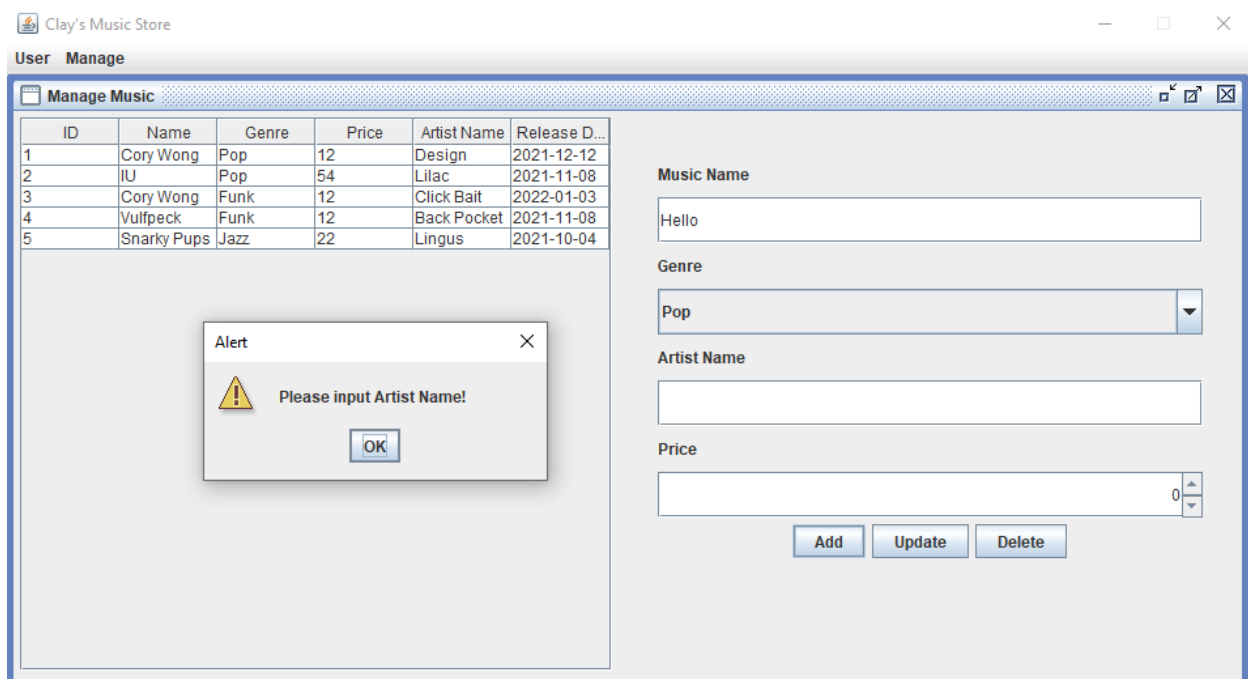 Clay's Music Store
User Manage
Manage Music
ID Name Genre Price Artist Name Release D...
1 Cory Wong Pop 12 Design 2021-12-12
2 IU Pop 54 Lilac 2021-11-08
3 Cory Wong Funk 12 Click Bait 2022-01-03
4 Vulfpeck Funk 12 Back Pocket 2021-11-08
5 Snarky Pups Jazz 22 Lingus 2021-10-04
Alert
Please input Artist Name!
OK
Music Name
Hello
Genre
Pop
Artist Name
Price
0
Add Update Delete